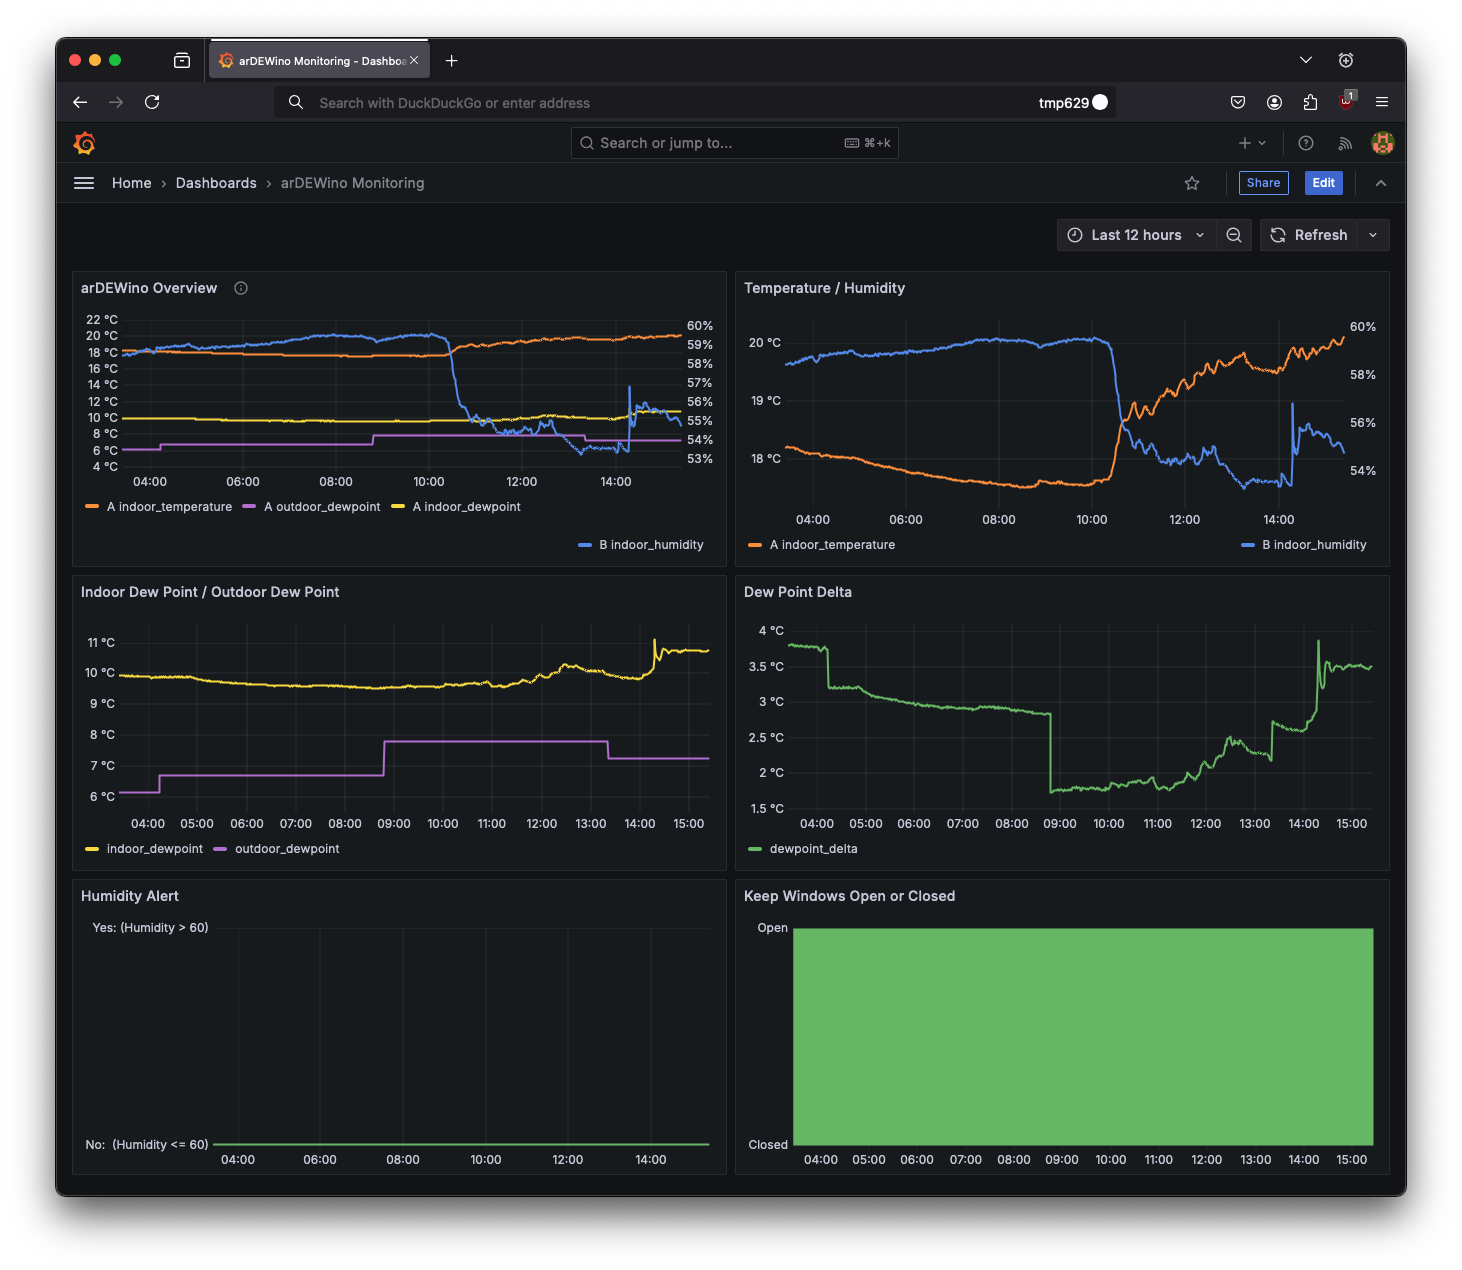 arDEWino Monitoring - Dashboa
Search with DuckDuckGo or enter address
tmp629
1
Search or jump to...
⌘+k
Home › Dashboards › arDEWino Monitoring
Share
Edit
Last 12 hours
Refresh
arDEWino Overview
22 °C
20 °C
18 °C
16 °C
14 °C
12 °C
10 °C
8 °C
6 °C
4 °C
60%
59%
58%
57%
56%
55%
54%
53%
04:00 06:00 08:00 10:00 12:00 14:00
A indoor_temperature A outdoor_dewpoint A indoor_dewpoint
B indoor_humidity
Temperature / Humidity
20 °C
19 °C
18 °C
60%
58%
56%
54%
04:00 06:00 08:00 10:00 12:00 14:00
A indoor_temperature
B indoor_humidity
Indoor Dew Point / Outdoor Dew Point
11 °C
10 °C
9 °C
8 °C
7 °C
6 °C
04:00 05:00 06:00 07:00 08:00 09:00 10:00 11:00 12:00 13:00 14:00 15:00
indoor_dewpoint outdoor_dewpoint
Dew Point Delta
4 °C
3.5 °C
3 °C
2.5 °C
2 °C
1.5 °C
04:00 05:00 06:00 07:00 08:00 09:00 10:00 11:00 12:00 13:00 14:00 15:00
dewpoint_delta
Humidity Alert
Yes: (Humidity > 60)
No: (Humidity <= 60)
04:00 06:00 08:00 10:00 12:00 14:00
Keep Windows Open or Closed
Open
Closed
04:00 05:00 06:00 07:00 08:00 09:00 10:00 11:00 12:00 13:00 14:00 15:00